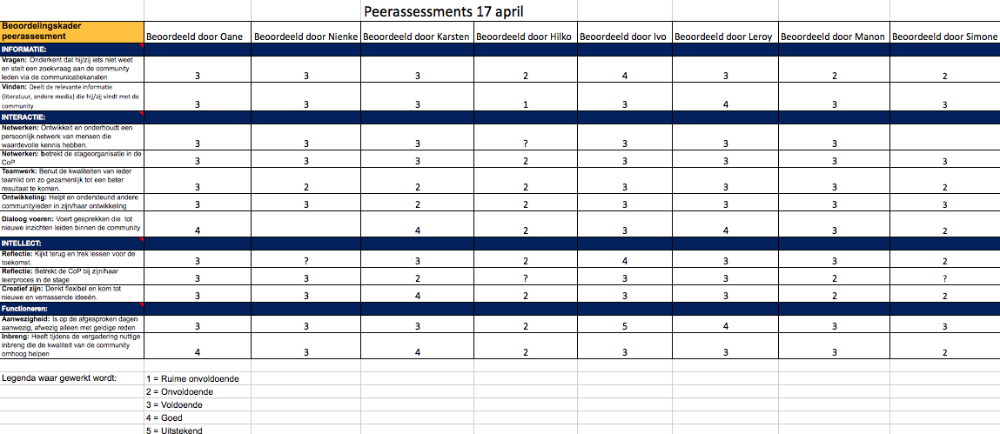 Peerassessments 17 april
Beoordelingskader
peerassesment
Beoordeeld door Oane Beoordeeld door Nienke Beoordeeld door Karsten Beoordeeld door Hilko Beoordeeld door Ivo Beoordeeld door Leroy Beoordeeld door Manon Beoordeeld door Simone
INFORMATIE:
Vragen: Onderkent dat hij/zij iets niet weet
en stelt een zoekvraag aan de community
leden via de communicatiekanalen
3 3 3 2 4 3 2 2
Vinden: Deelt de relevante informatie
(literatuur, andere media) die hij/zij vindt met de
community
3 3 3 1 3 4 3 3
INTERACTIE:
Netwerken: Ontwikkelt en onderhoudt een
persoonlijk netwerk van mensen die
waardevolle kennis hebben.
3 3 3 ? 3 3 3
Netwerken: betrekt de stageorganisatie in de
CoP
3 3 3 2 3 3 3 3
Teamwerk: Benut de kwaliteiten van ieder
teamlid om zo gezamenlijk tot een beter
resultaat te komen.
3 2 2 2 3 3 3 2
Ontwikkeling: Helpt en ondersteund andere
communityleden in zijn/haar ontwikkeling
3 3 2 2 3 3 3 3
Dialoog voeren: Voert gesprekken die tot
nieuwe inzichten leiden binnen de community
4 4 2 3 4 3 2
INTELLECT:
Reflectie: Kijkt terug en trek lessen voor de
toekomst.
3 ? 3 2 4 3 3 2
Reflectie: Betrekt de CoP bij zijn/haar
leerproces in de stage
3 3 2 ? 3 3 2 ?
Creatief zijn: Denkt flexibel en kom tot
nieuwe en verrassende ideeën.
3 3 4 2 3 3 2 2
Functioneren:
Aanwezigheid: Is op de afgesproken dagen
aanwezig, afwezig alleen met geldige reden
3 3 3 2 5 4 3 3
Inbreng: Heeft tijdens de vergadering nuttige
inbreng die de kwaliteit van de community
omhoog helpen
4 3 4 2 3 3 3 2
Legenda waar gewerkt wordt:
1 = Ruime onvoldoende
2 = Onvoldoende
3 = Voldoende
4 = Goed
5 = Uitstekend